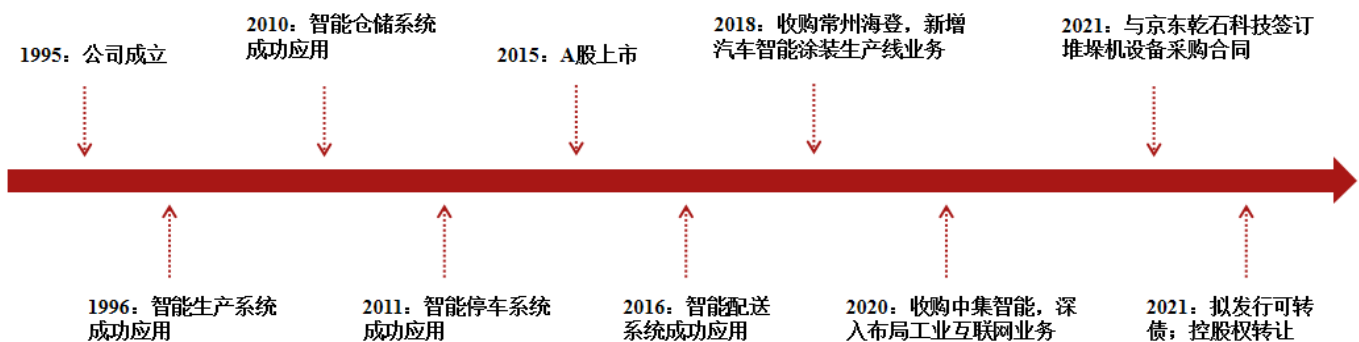 1995：公司成立
2010：智能仓储系统
成功应用
2015：A股上市
2018：收购常州海登，新增
汽车智能涂装生产线业务
2021：与京东乾石科技签订
堆垛机设备采购合同
1996：智能生产系统
成功应用
2011：智能停车系统
成功应用
2016：智能配送
系统成功应用
2020：收购中集智能，深
入布局工业互联网业务
2021：拟发行可转
债；控股权转让